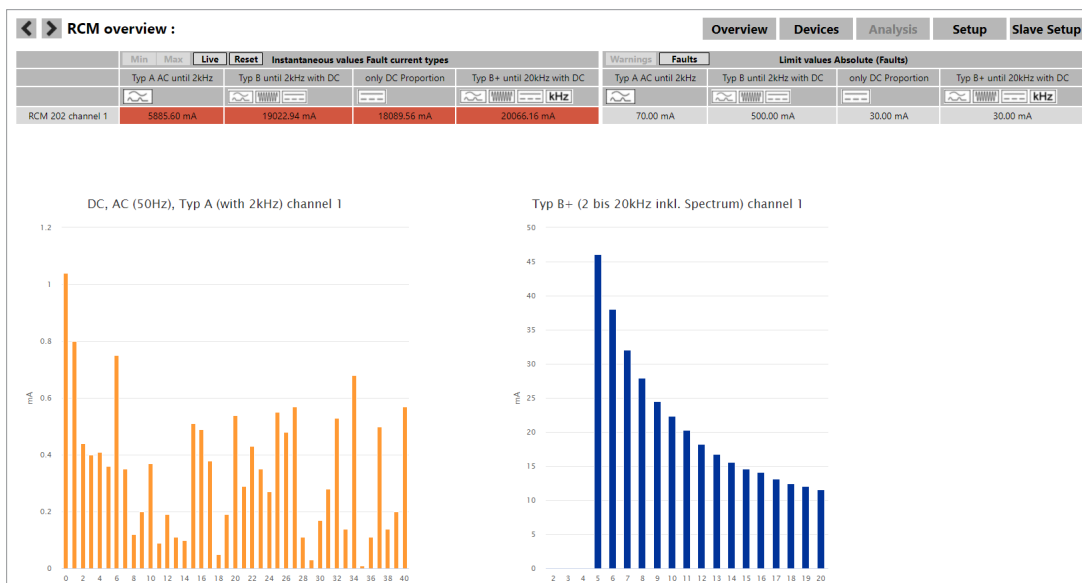 RCM overview :
Overview Devices Analysis Setup Slave Setup
Min Max Live Reset Instantaneous values Fault current types Warnings Faults Limit values Absolute (Faults)
Typ A AC until 2kHz Typ B until 2kHz with DC only DC Proportion Typ B+ until 20kHz with DC Typ A AC until 2kHz Typ B until 2kHz with DC only DC Proportion Typ B+ until 20kHz with DC
kHz kHz
RCM 202 channel 1 5885.60 mA 19022.94 mA 18089.56 mA 20066.16 mA 70.00 mA 500.00 mA 30.00 mA 30.00 mA
DC, AC (50Hz), Typ A (with 2kHz) channel 1
1.2
1
0.8
0.6
0.4
0.2
0
mA
0 2 4 6 8 10 12 14 16 18 20 22 24 26 28 30 32 34 36 38 40
Typ B+ (2 bis 20kHz inkl. Spectrum) channel 1
50
45
40
35
30
25
20
15
10
5
0
mA
2 3 4 5 6 7 8 9 10 11 12 13 14 15 16 17 18 19 20